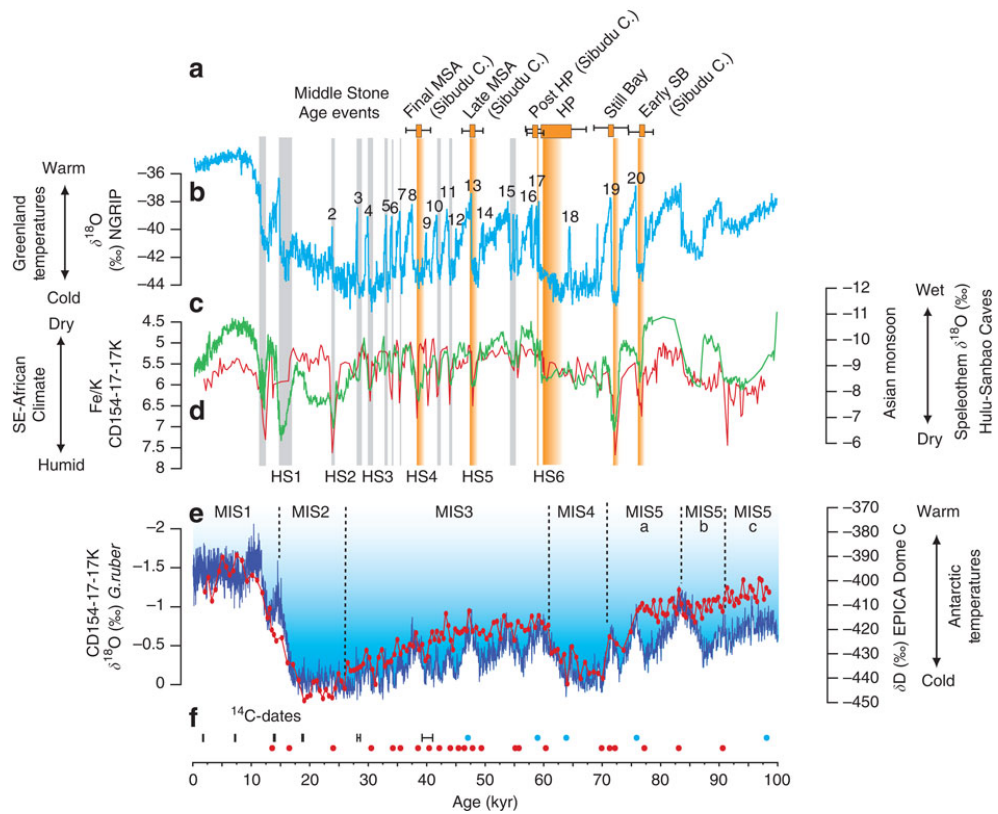 a
Middle Stone
Age events
Final MSA
(Sibudu C.)
Late MSA
(Sibudu C.)
Post HP (Sibudu C.)
HP
Still Bay
Early SB
(Sibudu C.)
Greenland
temperatures
Warm
Cold
δ18O
(‰) NGRIP
−36
−38
−40
−42
−44
b
2
3
4
5
6
7
8
9
10
11
12
13
14
15
16
17
18
19
20
c
SE-African
Climate
Dry
Humid
Fe/K
CD154-17-17K
4.5
5.5
6
6.5
7.5
8
d
HS1
HS2
HS3
HS4
HS5
HS6
−12
−11
−10
−9
−8
−7
−6
Asian monsoon
Wet
Dry
Speleothem δ18O (‰)
Hulu-Sanbao Caves
e
MIS1
MIS2
MIS3
MIS4
MIS5
a
MIS5
b
MIS5
c
CD154-17-17K
δ18O (‰) G.ruber
−2
−1.5
−1
−0.5
0
−370
−380
−390
−400
−410
−420
−430
−440
−450
δD (‰) EPICA Dome C
Warm
Cold
Antarctic
temperatures
f
14C-dates
0
10
20
30
40
50
60
70
80
90
100
Age (kyr)